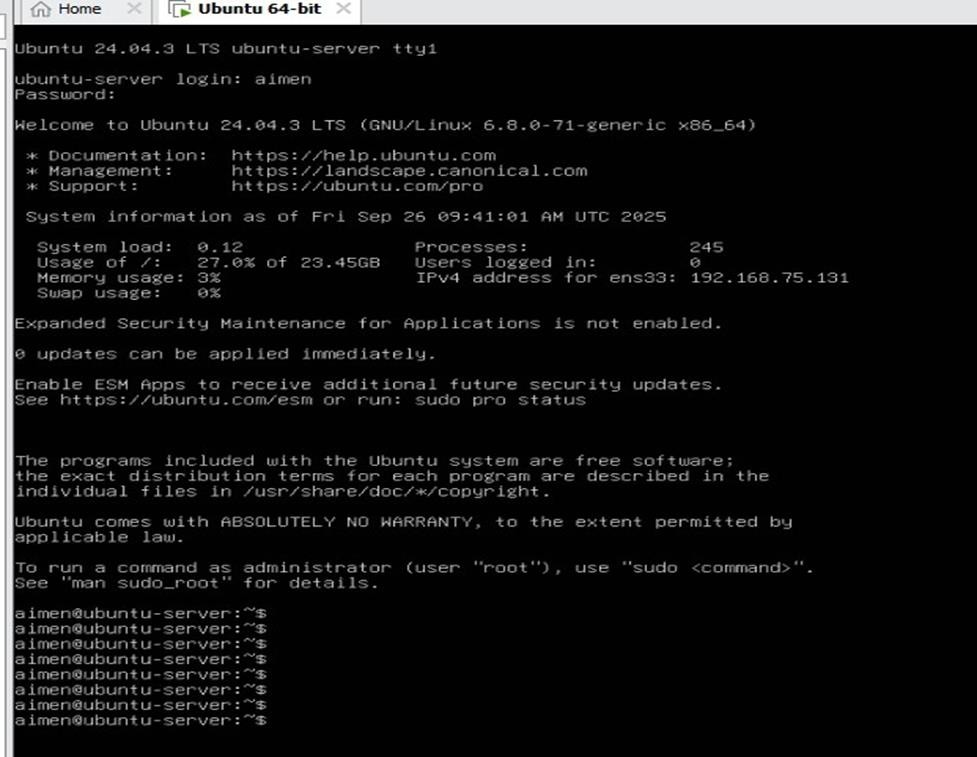 Home
Ubuntu 64-bit
Ubuntu 24.04.3 LTS ubuntu-server tty1
ubuntu-server login: aimen
Password:
Welcome to Ubuntu 24.04.3 LTS (GNU/Linux 6.8.0-71-generic x86_64)
* Documentation:  https://help.ubuntu.com
* Management:     https://landscape.canonical.com
* Support:        https://ubuntu.com/pro
System information as of Fri Sep 26 09:41:01 AM UTC 2025
System load:  0.12               Processes:              245
Usage of /:   27.0% of 23.45GB   Users logged in:        0
Memory usage: 3%                 IPv4 address for ens33: 192.168.75.131
Swap usage:   0%
Expanded Security Maintenance for Applications is not enabled.
0 updates can be applied immediately.
Enable ESM Apps to receive additional future security updates.
See https://ubuntu.com/esm or run: sudo pro status
The programs included with the Ubuntu system are free software;
the exact distribution terms for each program are described in the
individual files in /usr/share/doc/*/copyright.
Ubuntu comes with ABSOLUTELY NO WARRANTY, to the extent permitted by
applicable law.
To run a command as administrator (user "root"), use "sudo <command>".
See "man sudo_root" for details.
aimen@ubuntu-server:~$
aimen@ubuntu-server:~$
aimen@ubuntu-server:~$
aimen@ubuntu-server:~$
aimen@ubuntu-server:~$
aimen@ubuntu-server:~$
aimen@ubuntu-server:~$
aimen@ubuntu-server:~$